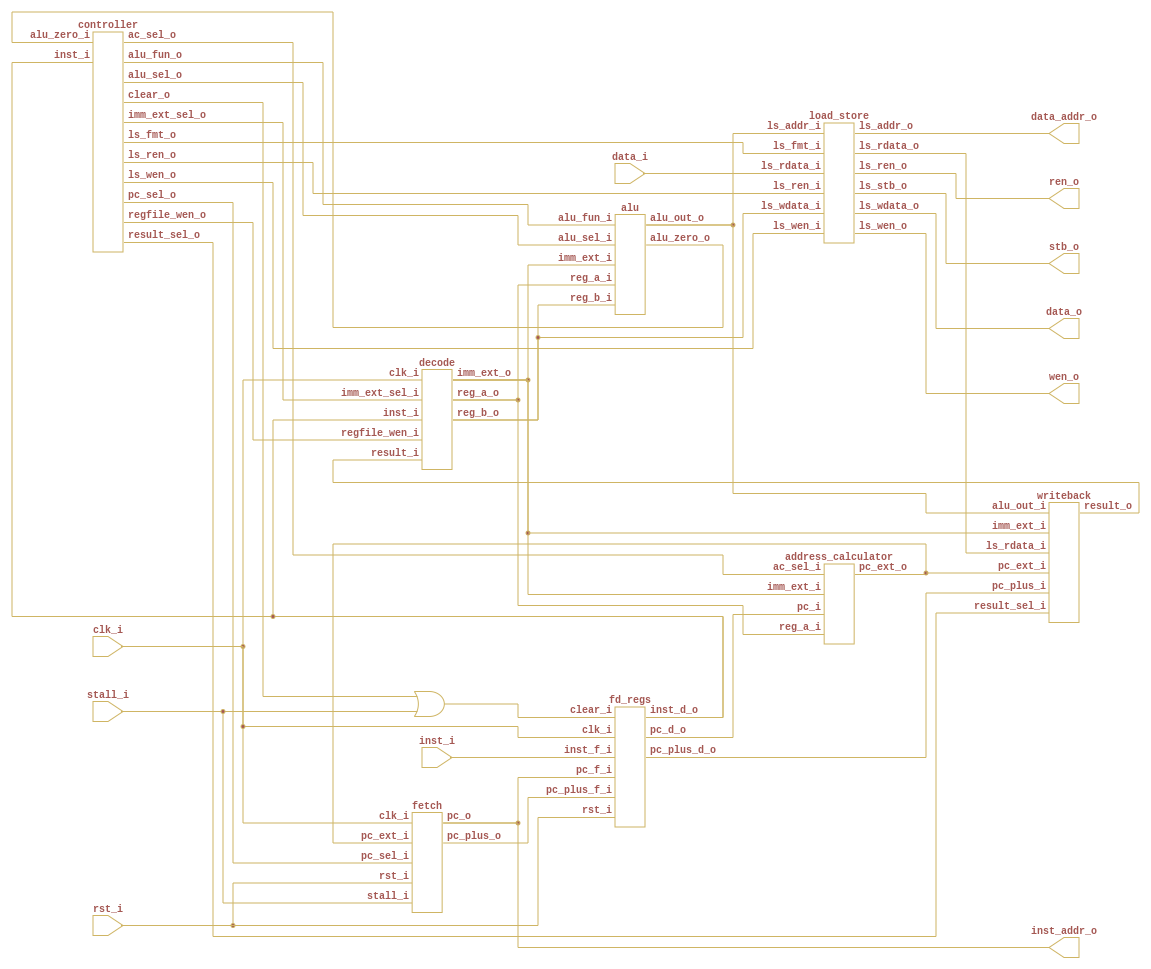 controller
alu_zero_i
inst_i
ac_sel_o
alu_fun_o
alu_sel_o
clear_o
imm_ext_sel_o
ls_fmt_o
ls_ren_o
ls_wen_o
pc_sel_o
regfile_wen_o
result_sel_o
load_store
ls_addr_i
ls_fmt_i
ls_rdata_i
ls_ren_i
ls_wdata_i
ls_wen_i
ls_addr_o
ls_rdata_o
ls_ren_o
ls_stb_o
ls_wdata_o
ls_wen_o
data_addr_o
ren_o
stb_o
data_o
wen_o
data_i
alu
alu_fun_i
alu_sel_i
imm_ext_i
reg_a_i
reg_b_i
alu_out_o
alu_zero_o
decode
clk_i
imm_ext_sel_i
inst_i
regfile_wen_i
result_i
imm_ext_o
reg_a_o
reg_b_o
writeback
alu_out_i
imm_ext_i
ls_rdata_i
pc_ext_i
pc_plus_i
result_sel_i
result_o
address_calculator
ac_sel_i
imm_ext_i
pc_i
reg_a_i
pc_ext_o
clk_i
stall_i
inst_i
fd_regs
clear_i
clk_i
inst_f_i
pc_f_i
pc_plus_f_i
rst_i
inst_d_o
pc_d_o
pc_plus_d_o
fetch
clk_i
pc_ext_i
pc_sel_i
rst_i
stall_i
pc_o
pc_plus_o
rst_i
inst_addr_o